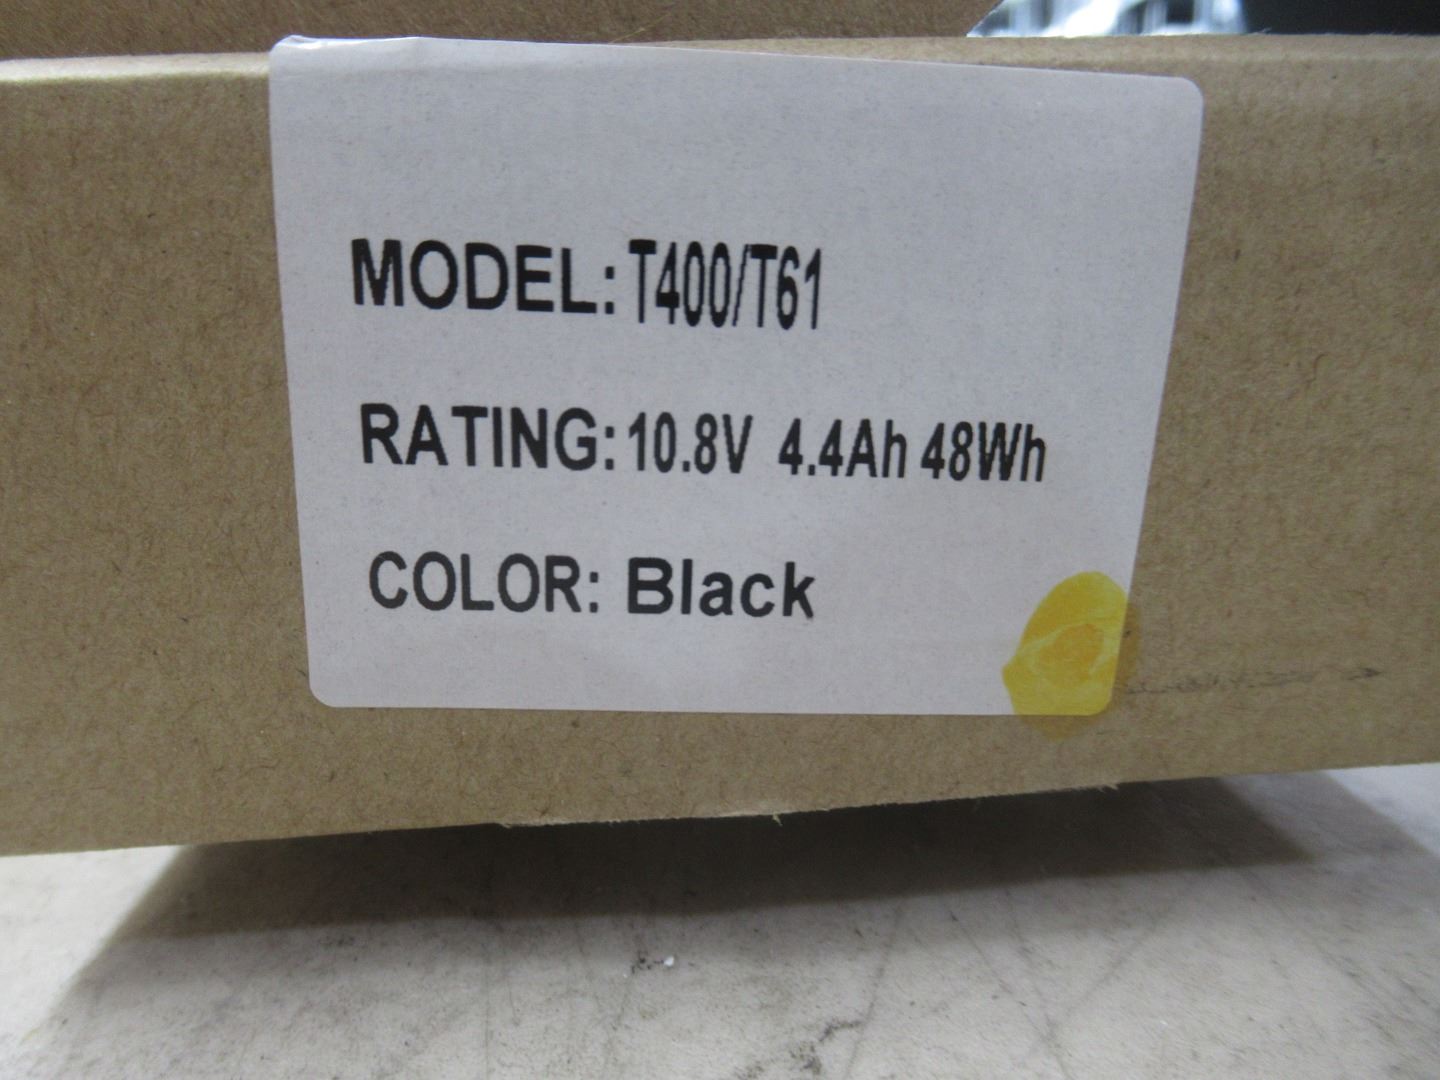 MODEL: T400/T61
RATING: 10.8V 4.4Ah 48Wh
COLOR: Black